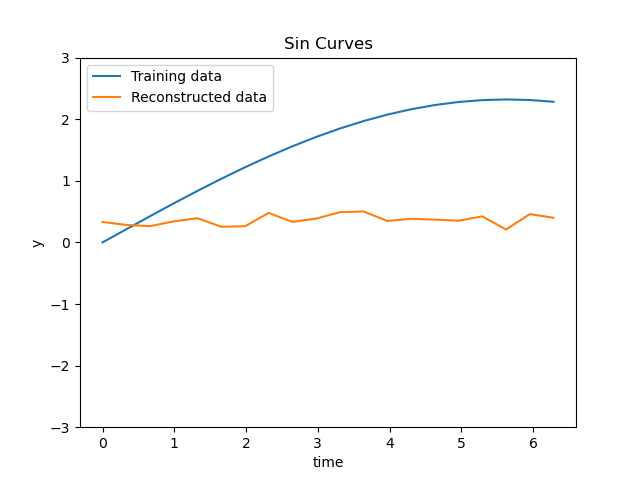 Sin Curves
Training data
Reconstructed data
3
2
1
0
−1
−2
−3
y
0 1 2 3 4 5 6
time